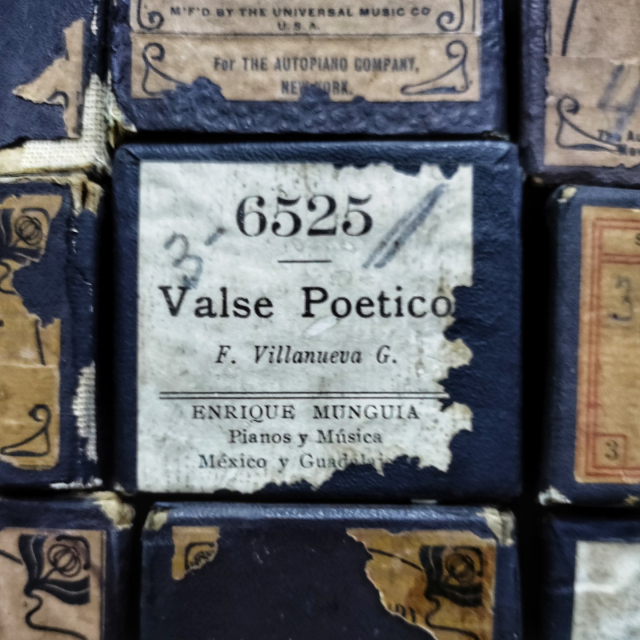 M'F'D BY THE UNIVERSAL MUSIC CO
U.S.A.
For THE AUTOPIANO COMPANY,
NEW YORK.
6525
3
Valse Poetico
F. Villanueva G.
ENRIQUE MUNGUIA
Pianos y Música
México y
3
3